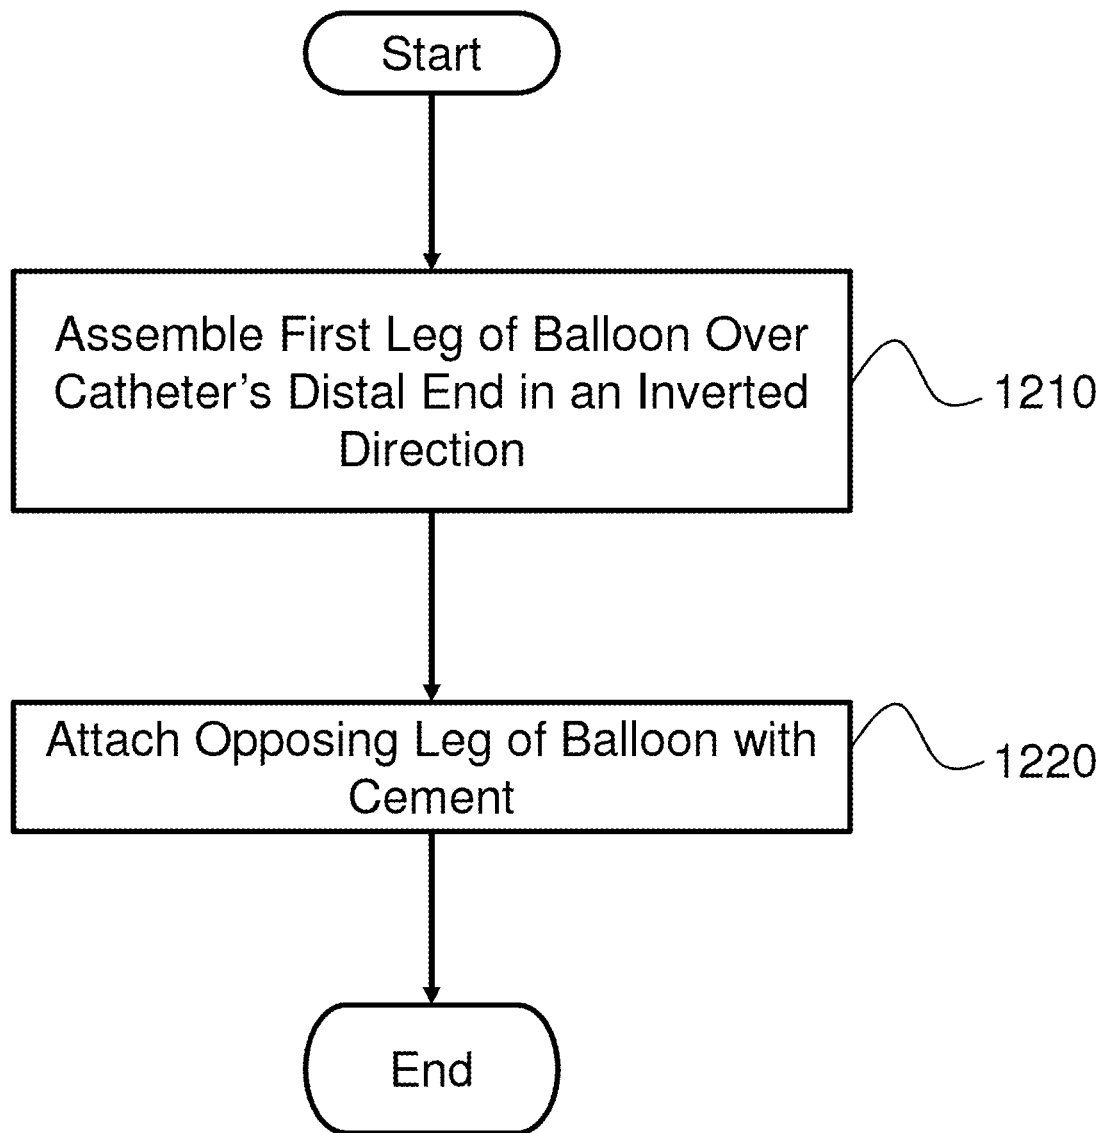 Start
Assemble First Leg of Balloon Over
Catheter's Distal End in an Inverted
Direction
1210
Attach Opposing Leg of Balloon with
Cement
1220
End